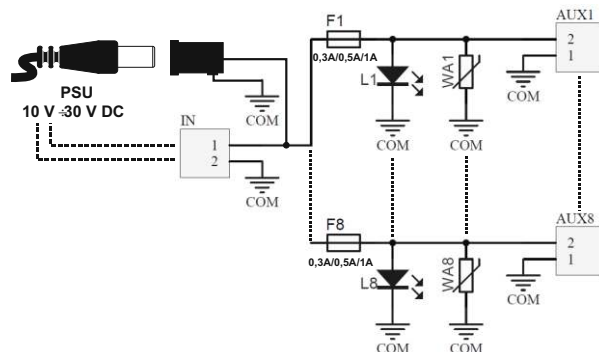 AUX1
F1
2
1
0,3A/0,5A/1A
L1
WA1
COM
COM
COM
COM
PSU
10 V ÷30 V DC
IN
1
2
COM
AUX8
F8
2
1
0,3A/0,5A/1A
L8
WA8
COM
COM
COM